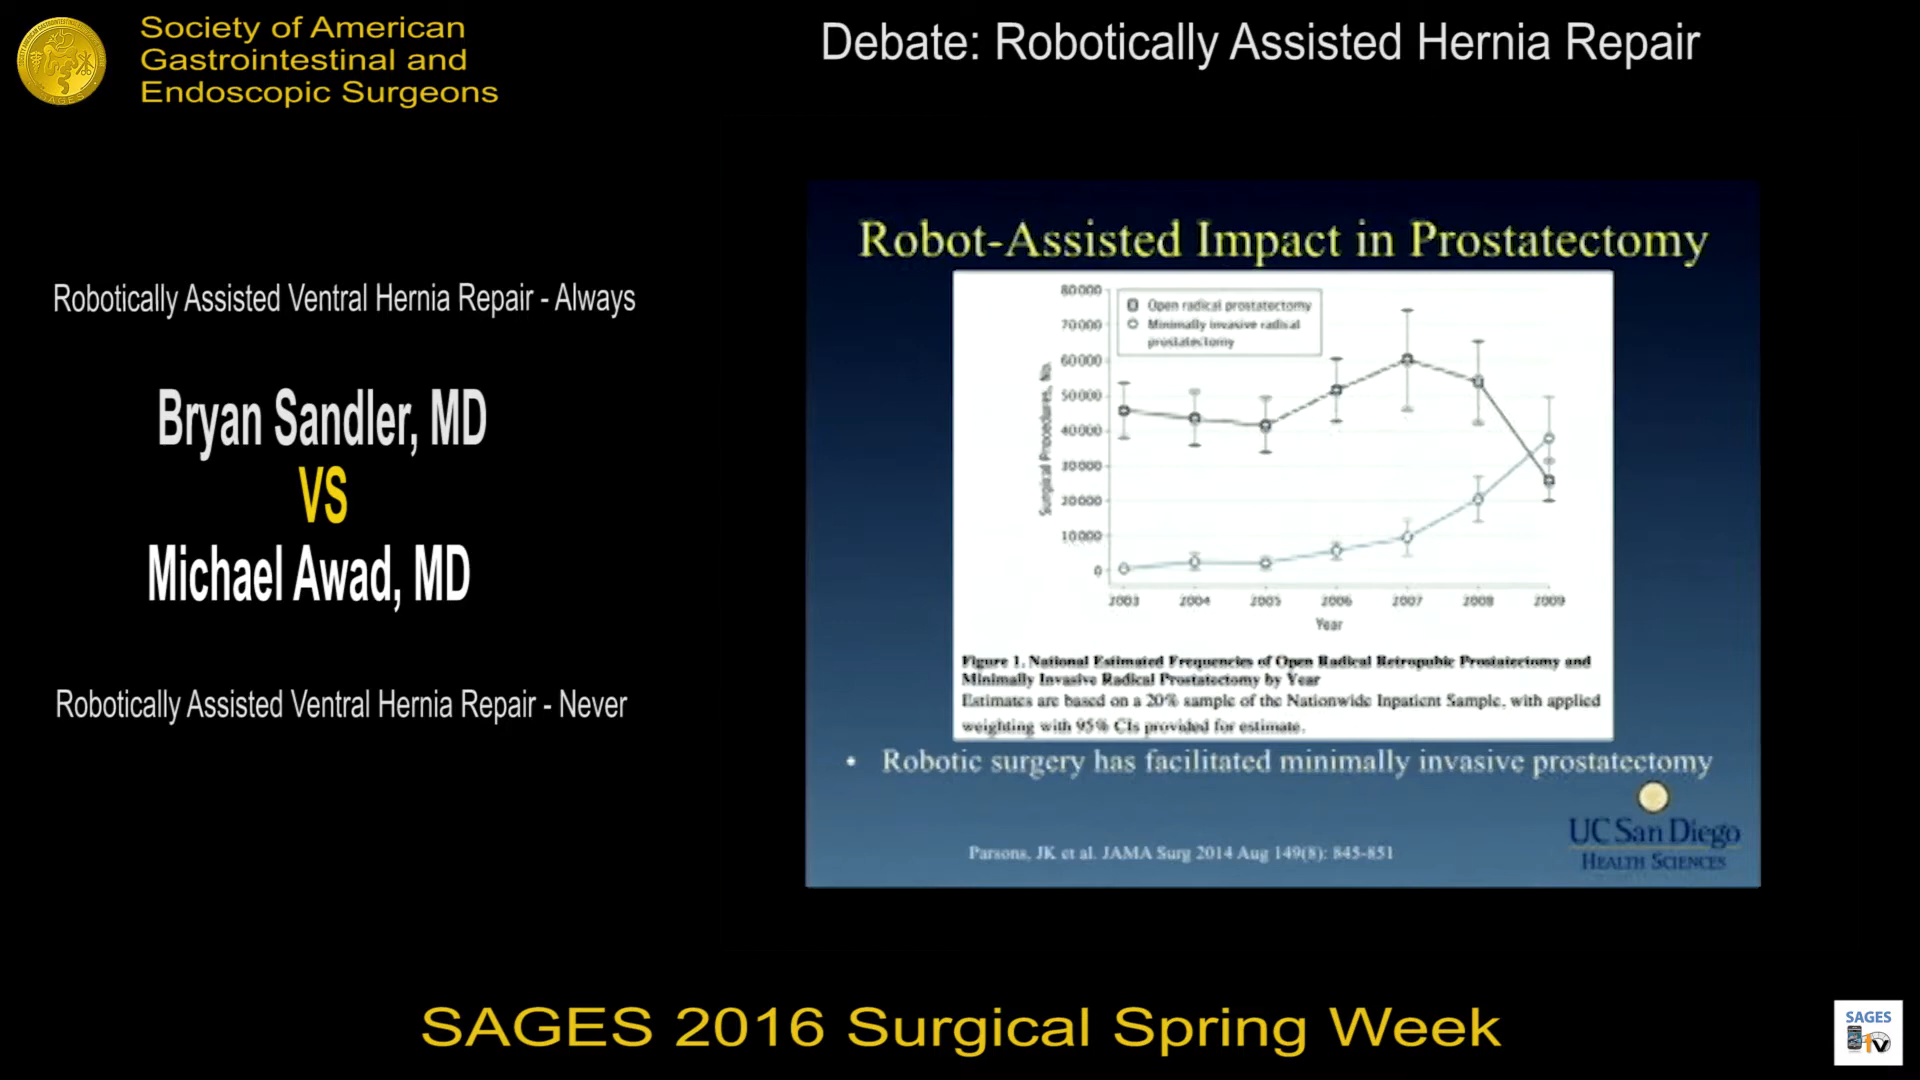 Society of American
Gastrointestinal and
Endoscopic Surgeons
Debate: Robotically Assisted Hernia Repair
Robotically Assisted Ventral Hernia Repair - Always
Bryan Sandler, MD
VS
Michael Awad, MD
Robotically Assisted Ventral Hernia Repair - Never
Robot-Assisted Impact in Prostatectomy
Open radical prostatectomy
Minimally invasive radical
prostatectomy
Surgical Procedures, No.
80000
70000
60000
50000
40000
30000
20000
10000
0
2003 2004 2005 2006 2007 2008 2009
Year
Figure 1. National Estimated Frequencies of Open Radical Retropubic Prostatectomy and
Minimally Invasive Radical Prostatectomy by Year
Estimates are based on a 20% sample of the Nationwide Inpatient Sample, with applied
weighting with 95% CIs provided for estimate.
• Robotic surgery has facilitated minimally invasive prostatectomy
Parsons, JK et al. JAMA Surg 2014 Aug 149(8): 845-851
UC San Diego
HEALTH SCIENCES
SAGES 2016 Surgical Spring Week
SAGES
tv